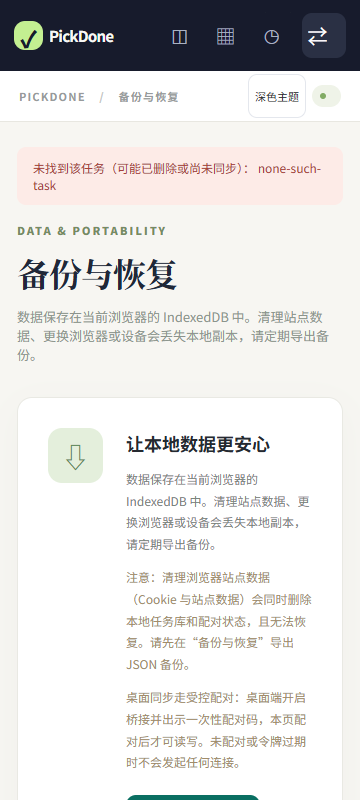 PickDone
PICKDONE / 备份与恢复
深色主题
未找到该任务（可能已删除或尚未同步）： none-such-
task
DATA & PORTABILITY
备份与恢复
数据保存在当前浏览器的 IndexedDB 中。清理站点数
据、更换浏览器或设备会丢失本地副本，请定期导出备
份。
让本地数据更安心
数据保存在当前浏览器的
IndexedDB 中。清理站点数据、更
换浏览器或设备会丢失本地副本，
请定期导出备份。
注意：清理浏览器站点数据
（Cookie 与站点数据）会同时删除
本地任务库和配对状态，且无法恢
复。请先在“备份与恢复”导出
JSON 备份。
桌面同步走受控配对：桌面端开启
桥接并出示一次性配对码，本页配
对后才可读写。未配对或令牌过期
时不会发起任何连接。